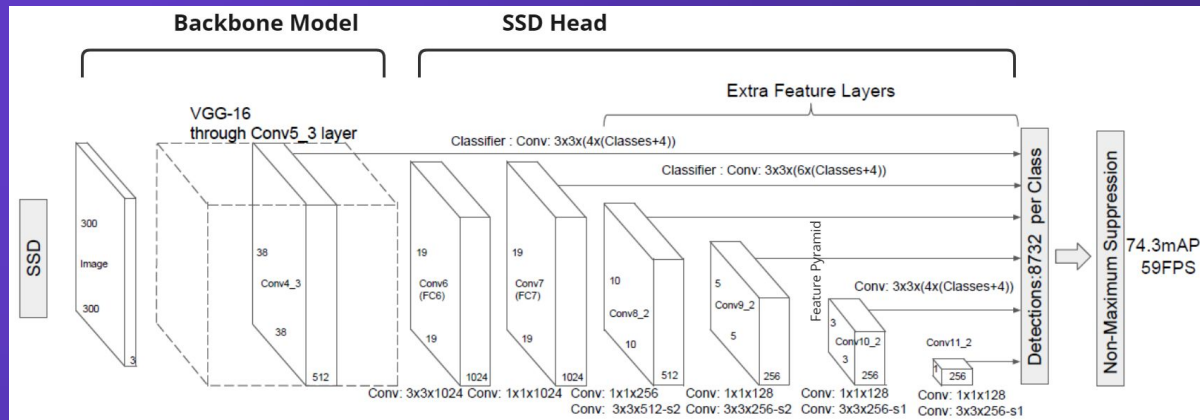 Backbone Model
SSD Head
Extra Feature Layers
VGG-16
through Conv5_3 layer
Classifier : Conv: 3x3x(4x(Classes+4))
Classifier : Conv: 3x3x(6x(Classes+4))
SSD
300
Image
300
3
38
Conv4_3
38
512
19
Conv6
(FC6)
19
1024
19
Conv7
(FC7)
19
1024
10
Conv8_2
10
512
5
Conv9_2
5
256
Feature Pyramid
Conv: 3x3x(4x(Classes+4))
3
Conv10_2
3
256
Conv11_2
1
256
Detections:8732 per Class
Non-Maximum Suppression
74.3mAP
59FPS
Conv: 3x3x1024
Conv: 1x1x1024
Conv: 1x1x256
Conv: 3x3x512-s2
Conv: 1x1x128
Conv: 3x3x256-s2
Conv: 1x1x128
Conv: 3x3x256-s1
Conv: 1x1x128
Conv: 3x3x256-s1